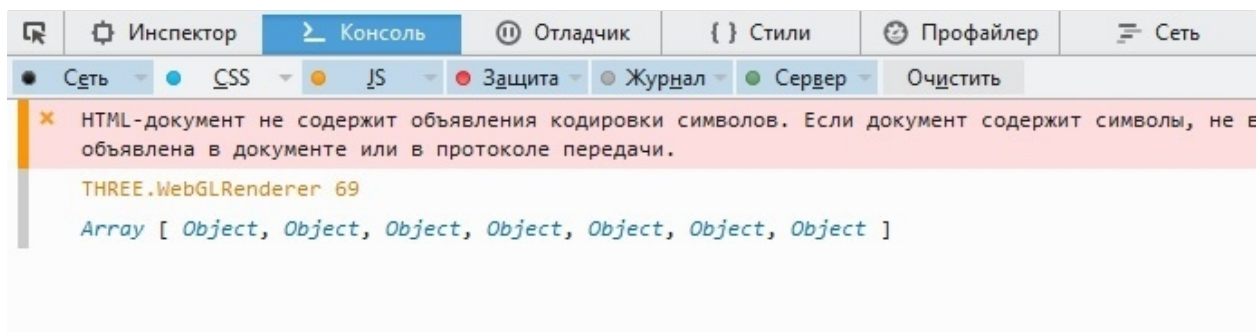 Инспектор Консоль Отладчик { } Стили Профайлер Сеть
Сеть CSS JS Защита Журнал Сервер Очистить
HTML-документ не содержит объявления кодировки символов. Если документ содержит символы, не
объявлена в документе или в протоколе передачи.
THREE.WebGLRenderer 69
Array [ Object, Object, Object, Object, Object, Object, Object ]